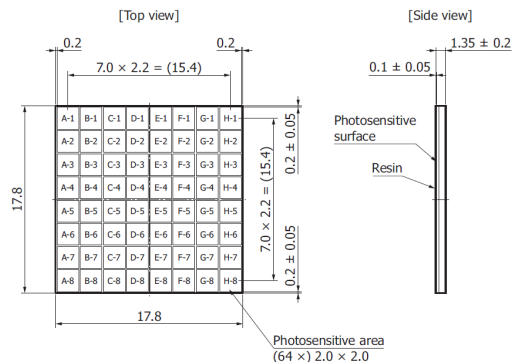 [Top view]
[Side view]
0.2
0.2
1.35 ± 0.2
7.0 × 2.2 = (15.4)
0.1 ± 0.05
A-1 B-1 C-1 D-1 E-1 F-1 G-1 H-1
A-2 B-2 C-2 D-2 E-2 F-2 G-2 H-2
A-3 B-3 C-3 D-3 E-3 F-3 G-3 H-3
A-4 B-4 C-4 D-4 E-4 F-4 G-4 H-4
A-5 B-5 C-5 D-5 E-5 F-5 G-5 H-5
A-6 B-6 C-6 D-6 E-6 F-6 G-6 H-6
A-7 B-7 C-7 D-7 E-7 F-7 G-7 H-7
A-8 B-8 C-8 D-8 E-8 F-8 G-8 H-8
17.8
7.0 × 2.2 = (15.4)
0.2 ± 0.05
0.2 ± 0.05
Photosensitive
surface
Resin
17.8
Photosensitive area
(64 ×) 2.0 × 2.0